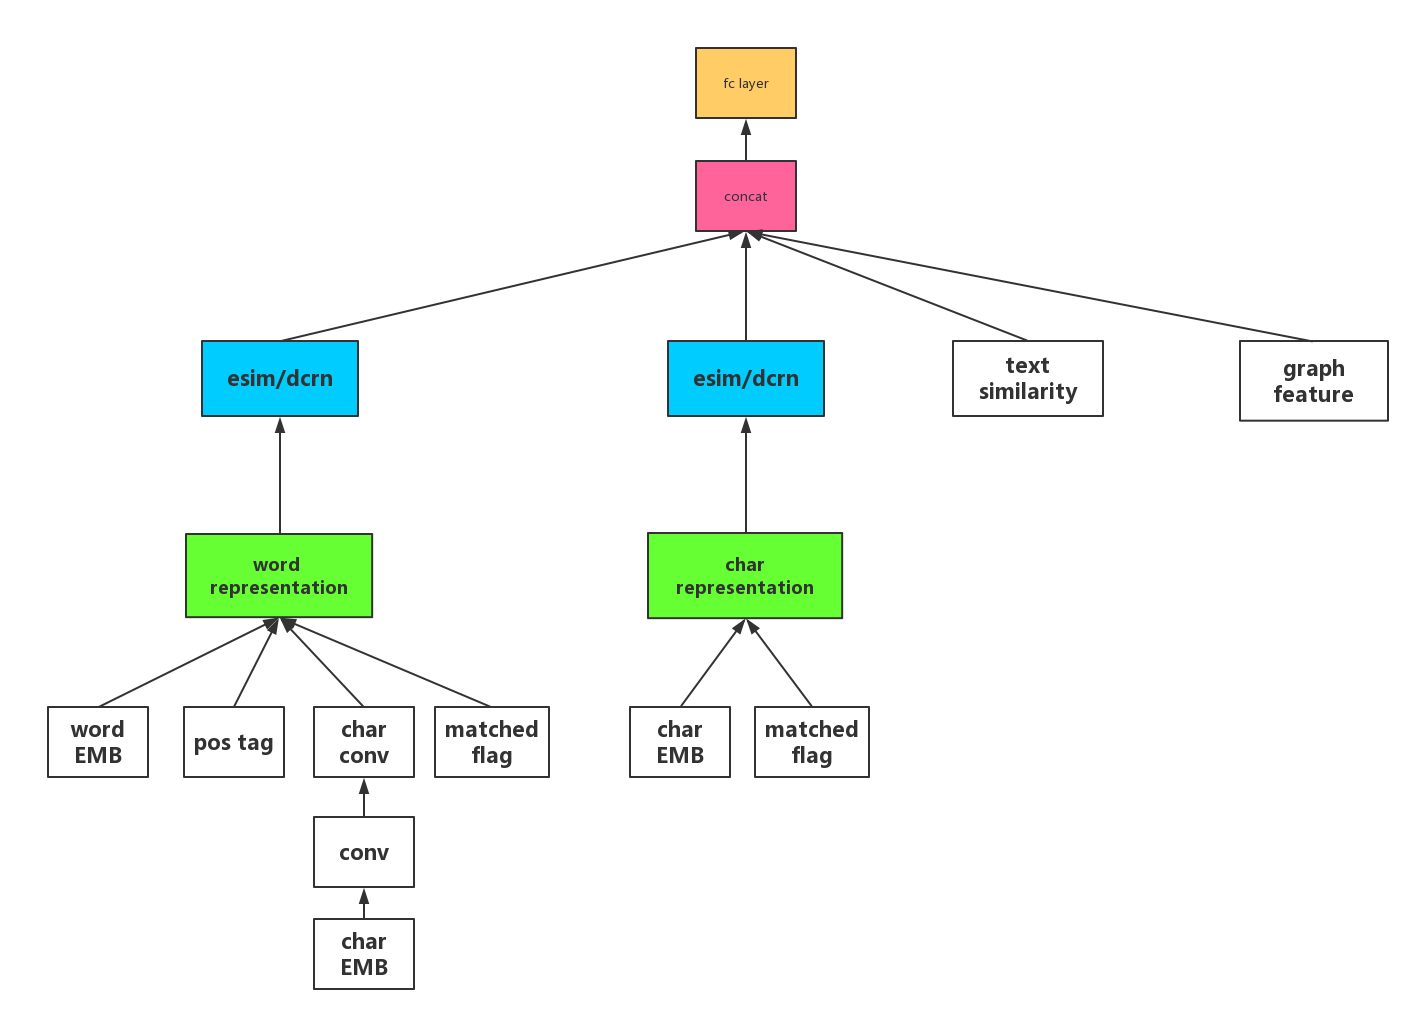 fc layer
concat
esim/dcrn
esim/dcrn
text
similarity
graph
feature
word
representation
char
representation
word
EMB
pos tag
char
conv
matched
flag
char
EMB
matched
flag
conv
char
EMB